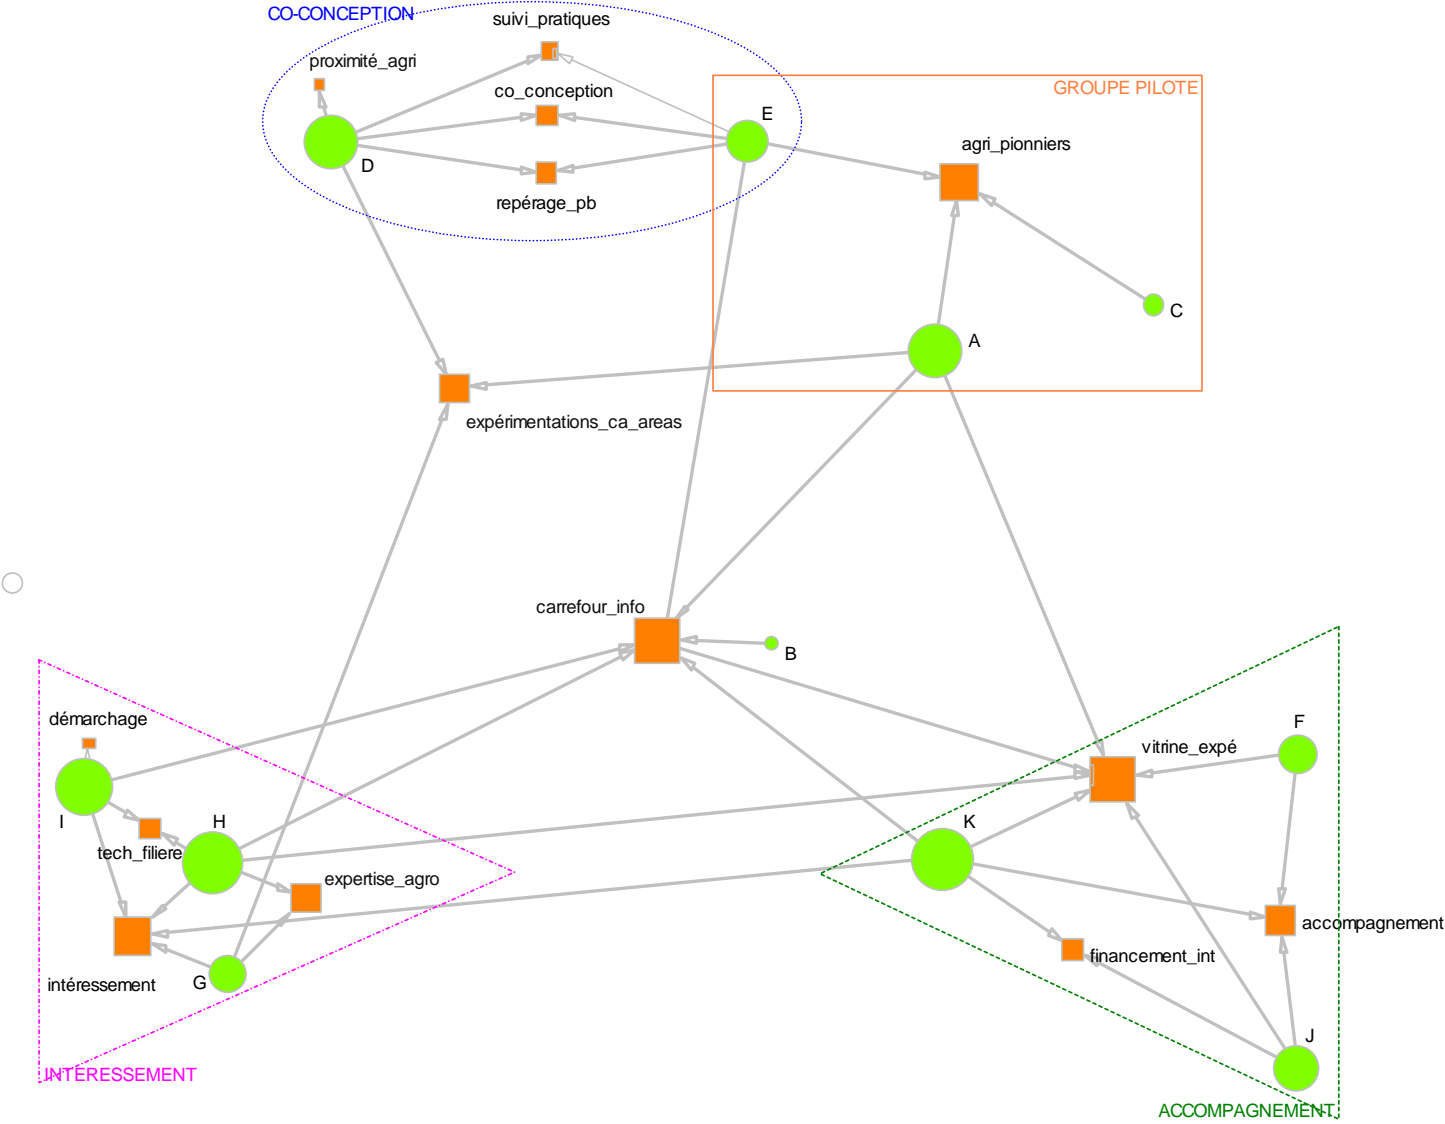 CO-CONCEPTION
suivi_pratiques
proximité_agri
co_conception
GROUPE PILOTE
E
agri_pionniers
D
repérage_pb
C
A
expérimentations_ca_areas
carrefour_info
B
démarchage
F
vitrine_expé
I
H
K
tech_filiere
expertise_agro
accompagnement
financement_int
intéressement
G
J
INTERESSEMENT
ACCOMPAGNEMENT